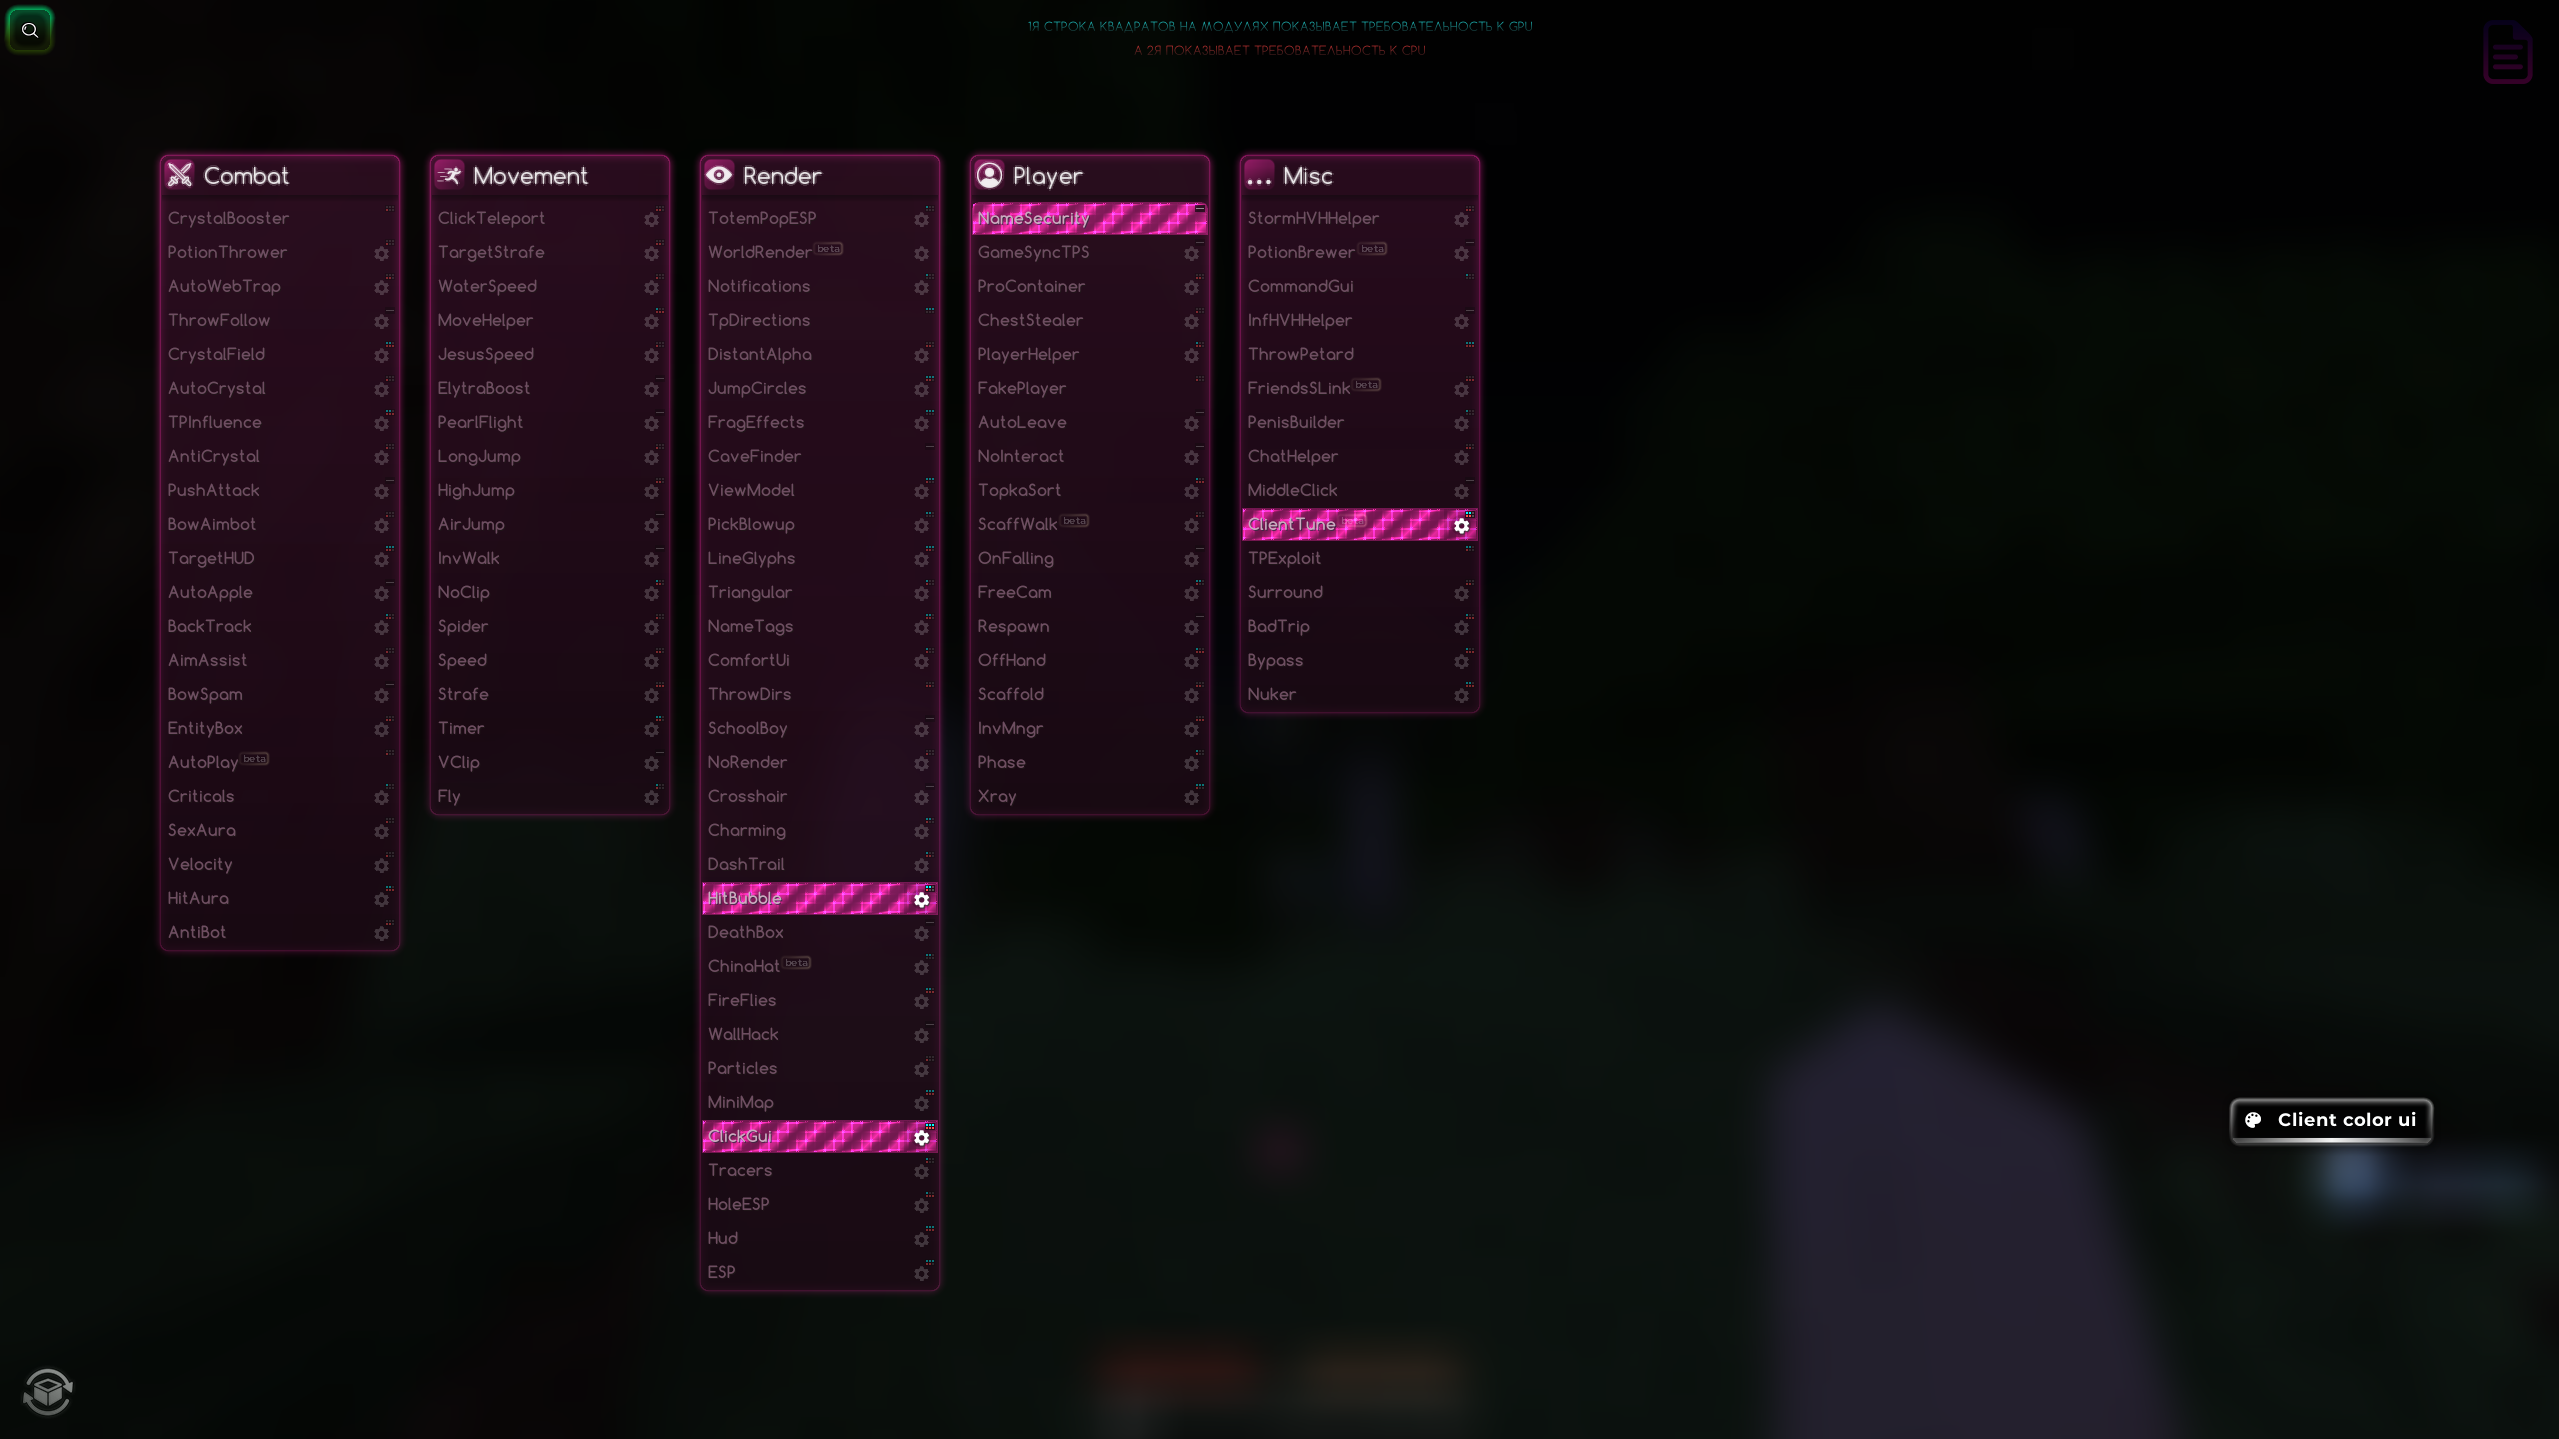 1Я СТРОКА КВАДРАТОВ НА МОДУЛЯХ ПОКАЗЫВАЕТ ТРЕБОВАТЕЛЬНОСТЬ К GPU
А 2Я ПОКАЗЫВАЕТ ТРЕБОВАТЕЛЬНОСТЬ К CPU
Combat
CrystalBooster
PotionThrower
AutoWebTrap
ThrowFollow
CrystalField
AutoCrystal
TPInfluence
AntiCrystal
PushAttack
BowAimbot
TargetHUD
AutoApple
BackTrack
AimAssist
BowSpam
EntityBox
AutoPlay beta
Criticals
SexAura
Velocity
HitAura
AntiBot
Movement
ClickTeleport
TargetStrafe
WaterSpeed
MoveHelper
JesusSpeed
ElytraBoost
PearlFlight
LongJump
HighJump
AirJump
InvWalk
NoClip
Spider
Speed
Strafe
Timer
VClip
Fly
Render
TotemPopESP
WorldRender beta
Notifications
TpDirections
DistantAlpha
JumpCircles
FragEffects
CaveFinder
ViewModel
PickBlowup
LineGlyphs
Triangular
NameTags
ComfortUi
ThrowDirs
SchoolBoy
NoRender
Crosshair
Charming
DashTrail
HitBubble
DeathBox
ChinaHat beta
FireFlies
WallHack
Particles
MiniMap
ClickGui
Tracers
HoleESP
Hud
ESP
Player
NameSecurity
GameSyncTPS
ProContainer
ChestStealer
PlayerHelper
FakePlayer
AutoLeave
NoInteract
TopkaSort
ScaffWalk beta
OnFalling
FreeCam
Respawn
OffHand
Scaffold
InvMngr
Phase
Xray
Misc
StormHVHHelper
PotionBrewer beta
CommandGui
InfHVHHelper
ThrowPetard
FriendsSLink beta
PenisBuilder
ChatHelper
MiddleClick
ClientTune beta
TPExploit
Surround
BadTrip
Bypass
Nuker
Client color ui